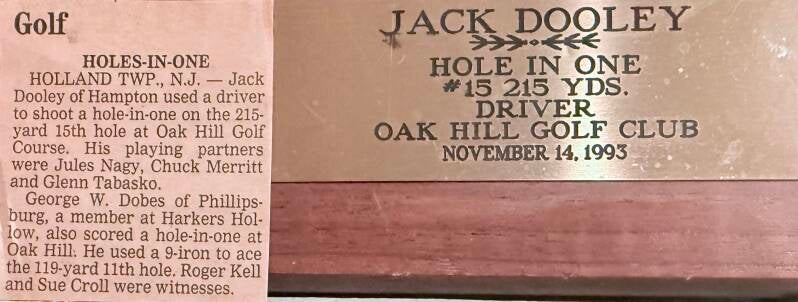 Golf
HOLES-IN-ONE
HOLLAND TWP., N.J. — Jack
Dooley of Hampton used a driver
to shoot a hole-in-one on the 215-
yard 15th hole at Oak Hill Golf
Course. His playing partners
were Jules Nagy, Chuck Merritt
and Glenn Tabasko.
George W. Dobes of Phillips-
burg, a member at Harkers Hol-
low, also scored a hole-in-one at
Oak Hill. He used a 9-iron to ace
the 119-yard 11th hole. Roger Kell
and Sue Croll were witnesses.
JACK DOOLEY
HOLE IN ONE
#15 215 YDS.
DRIVER
OAK HILL GOLF CLUB
NOVEMBER 14, 1993